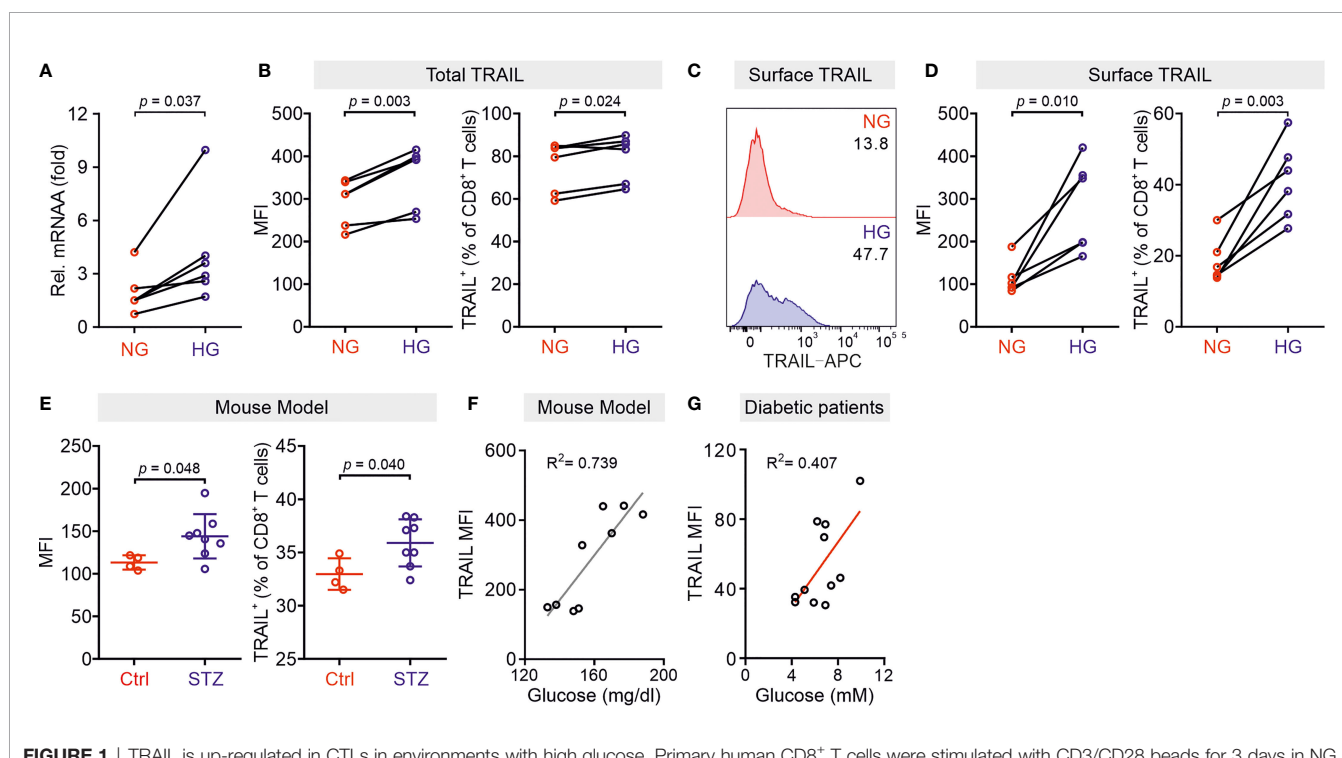 A
p = 0.037
Rel. mRNAA (fold)
12
9
6
3
0
NG HG
B
Total TRAIL
p = 0.003
MFI
500
400
300
200
100
0
NG HG
p = 0.024
TRAIL+ (% of CD8+ T cells)
100
80
60
40
20
0
NG HG
C
Surface TRAIL
NG
13.8
HG
47.7
0 10³ 10⁴ 10⁵ 5
TRAIL–APC
D
Surface TRAIL
p = 0.010
MFI
500
400
300
200
100
0
NG HG
p = 0.003
TRAIL+ (% of CD8+ T cells)
60
40
20
0
NG HG
E
Mouse Model
p = 0.048
MFI
250
200
150
100
50
0
Ctrl STZ
p = 0.040
TRAIL+ (% of CD8+ T cells)
45
41
37
33
30
25
Ctrl STZ
F
Mouse Model
R²= 0.739
TRAIL MFI
600
400
200
0
120 160 200
Glucose (mg/dl)
G
Diabetic patients
R²= 0.407
TRAIL MFI
120
80
40
0
0 4 8 12
Glucose (mM)
FIGURE 1 | TRAIL is up-regulated in CTLs in environments with high glucose. Primary human CD8+ T cells were stimulated with CD3/CD28 beads for 3 days in NG